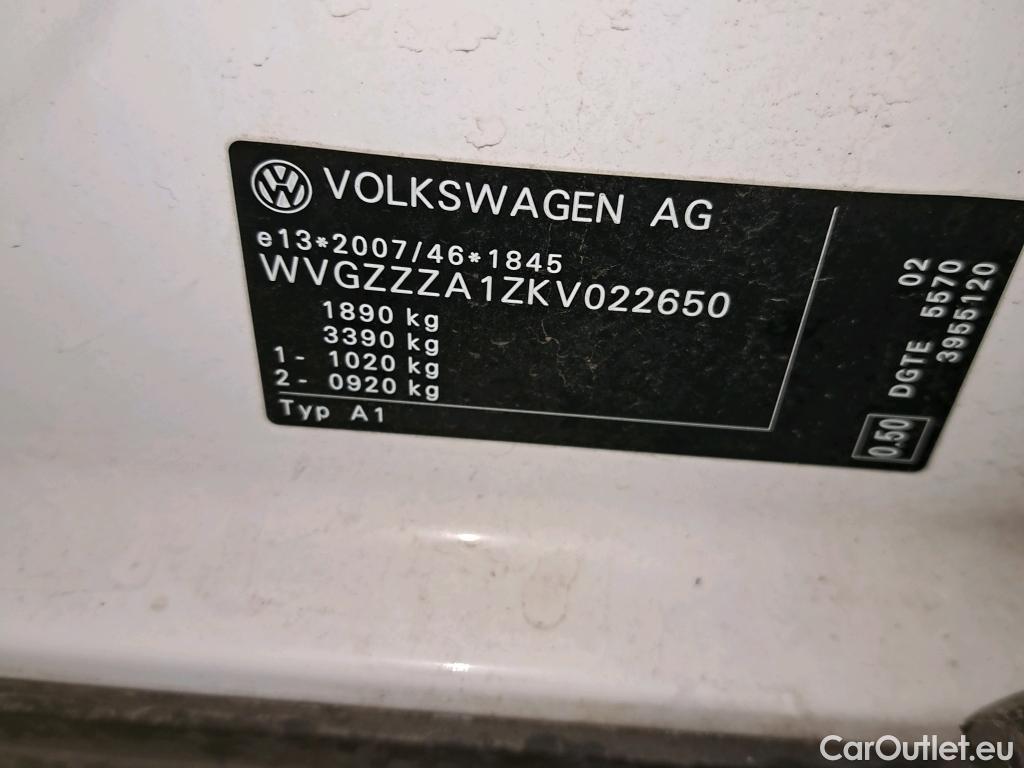 VOLKSWAGEN AG
e13*2007/46*1845
WVGZZZA1ZKV022650
1890 kg
3390 kg
1- 1020 kg
2- 0920 kg
Typ A1
02
DGTE 5570
3955120
0.50
CarOutlet.eu